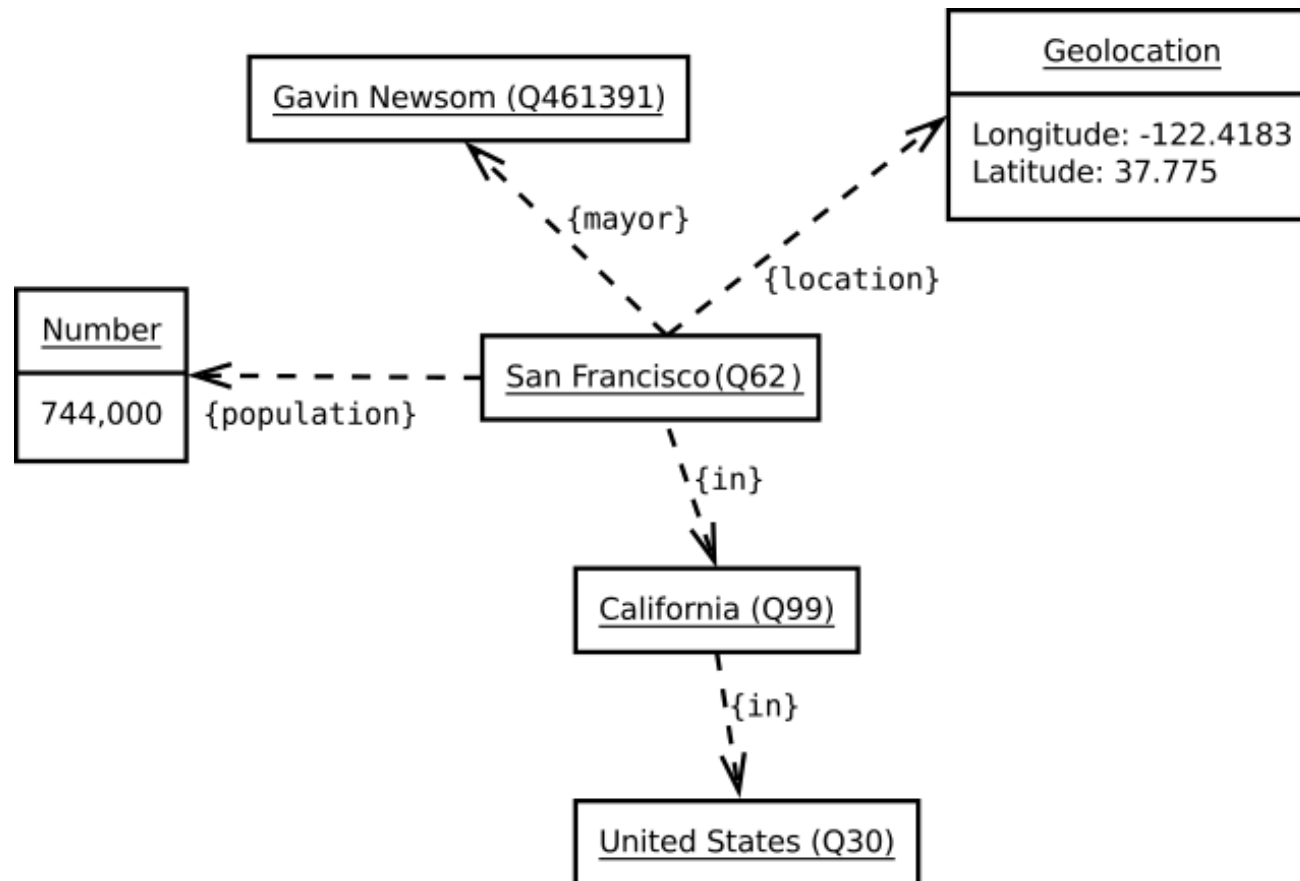 Geolocation
Gavin Newsom (Q461391)
Longitude: -122.4183
Latitude: 37.775
{mayor}
{location}
Number
San Francisco(Q62)
744,000
{population}
{in}
California (Q99)
{in}
United States (Q30)